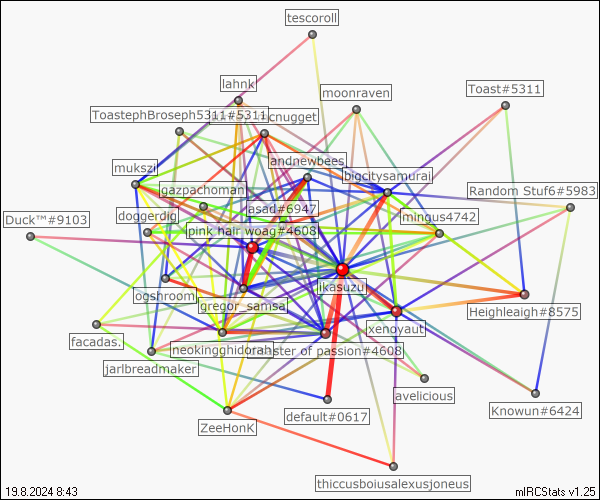 tescoroll
lahnk
moonraven
Toast#5311
ToastephBroseph5311#5311
cnugget
andrewbees
mukszi
bigcitysamurai
gazpachoman
Random Stuf6#5983
asad#6947
doggerdig
mingus4742
Duck™#9103
pink hair woag#4608
ikasuzu
ogshroom
gregor_samsa
Heighleigh#8575
xenoyaut
facadas.
neokingghidorah
master of passion#4608
jarlbreadmaker
avelicious
default#0617
Knowun#6424
ZeeHonK
thiccusboiusalexusjoneus
19.8.2024 8:43
mIRCStats v1.25